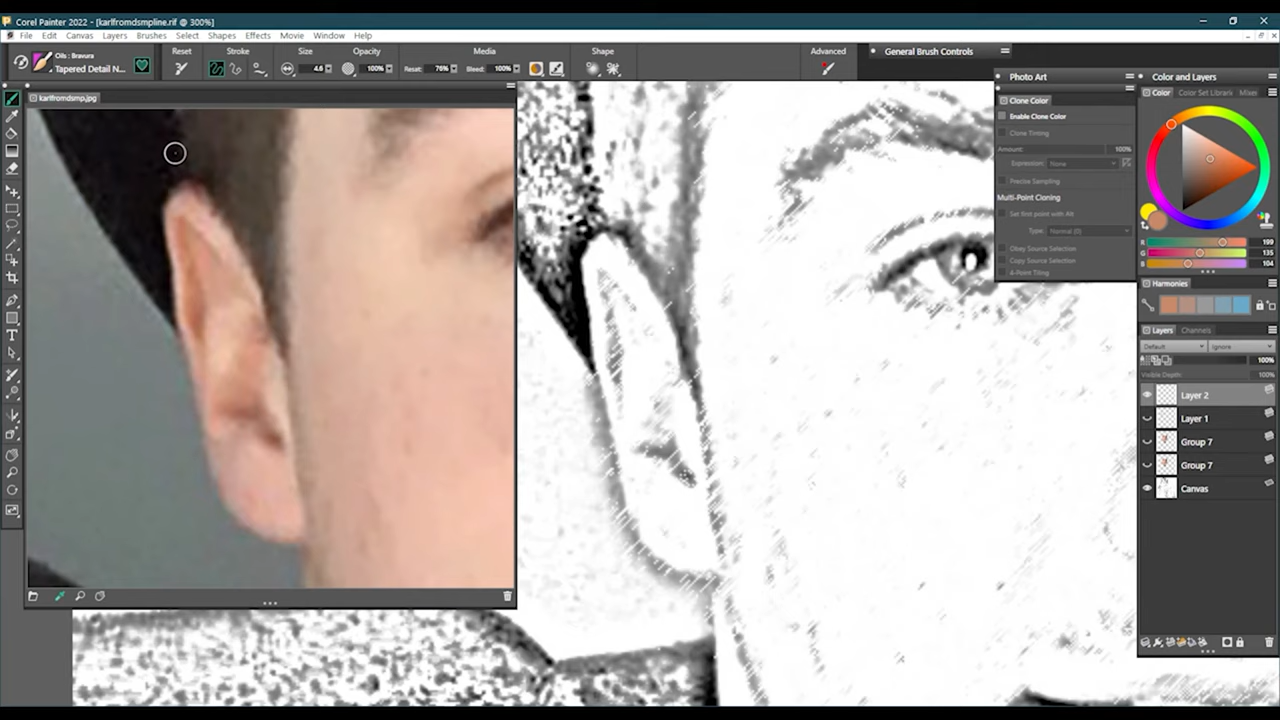 Corel Painter 2022 - [karlfromdsmpline.rif @ 300%]
File Edit Canvas Layers Brushes Select Shapes Effects Movie Window Help
Oils : Bravura
Tapered Detail N...
Reset Stroke Size Opacity Media Shape Advanced
4.6 100% Reset: 76% Bleed: 100%
General Brush Controls
karlfromdsmp.jpg
Photo Art
Clone Color
Enable Clone Color
Clone Tinting
Amount: 100%
Expression: None
Precise Sampling
Multi-Point Cloning
Set first point with Alt
Type: Normal (0)
Obey Source Selection
Copy Source Selection
4-Point Tiling
Color and Layers
Color Color Set Librari Mixer
R 199
G 135
B 104
Harmonies
Layers Channels
Default Ignore
100%
Visible Depth: 100%
Layer 2
Layer 1
Group 7
Group 7
Canvas